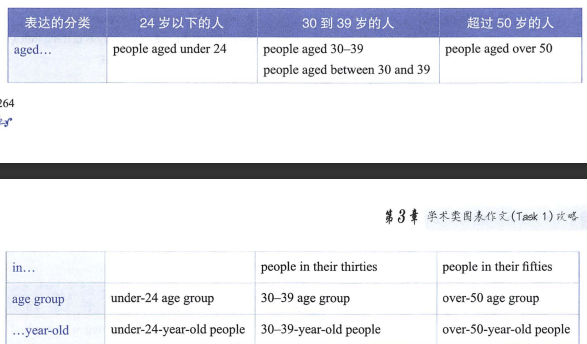 表达的分类 24 岁以下的人 30 到 39 岁的人 超过 50 岁的人
aged… people aged under 24 people aged 30–39 people aged over 50
people aged between 30 and 39
264
第3章 学术类图表作文(Task 1)攻略
in… people in their thirties people in their fifties
age group under-24 age group 30–39 age group over-50 age group
…year-old under-24-year-old people 30–39-year-old people over-50-year-old people